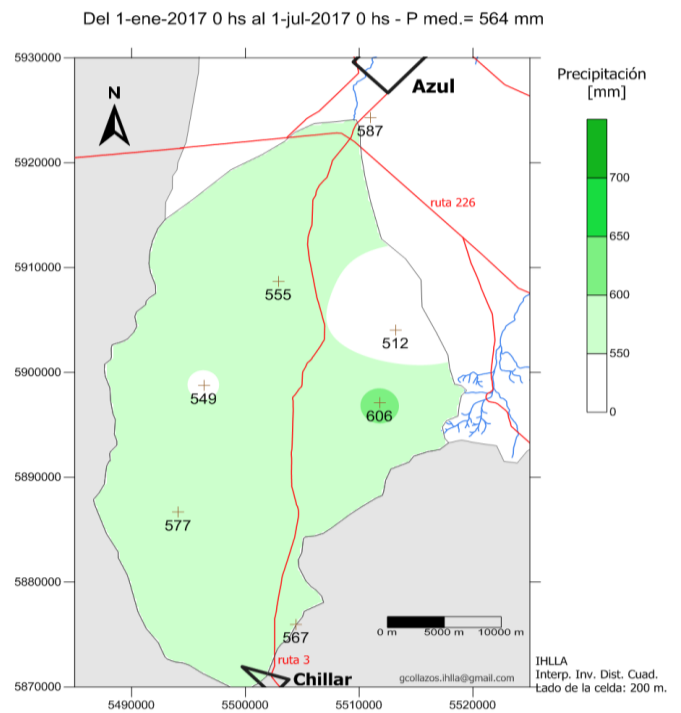 Del 1-ene-2017 0 hs al 1-jul-2017 0 hs - P med.= 564 mm
5930000
Azul
Precipitación
[mm]
N
587
5920000
700
ruta 226
650
5910000
600
555
550
512
5900000
549
606
0
5890000
577
5880000
567
0 m 5000 m 10000 m
ruta 3
IHLLA
Chillar
gcollazos.ihlla@gmail.com
Interp. Inv. Dist. Cuad.
5870000
Lado de la celda: 200 m.
5490000 5500000 5510000 5520000